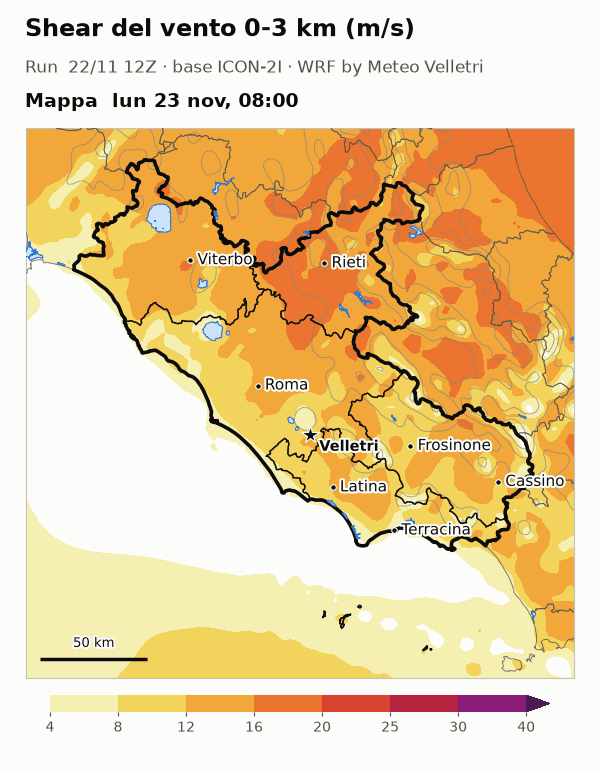 Shear del vento 0-3 km (m/s)
Run  22/11 12Z · base ICON-2I · WRF by Meteo Velletri
Mappa  lun 23 nov, 08:00
Viterbo
Rieti
Roma
Velletri
Frosinone
Latina
Cassino
Terracina
50 km
4 8 12 16 20 25 30 40